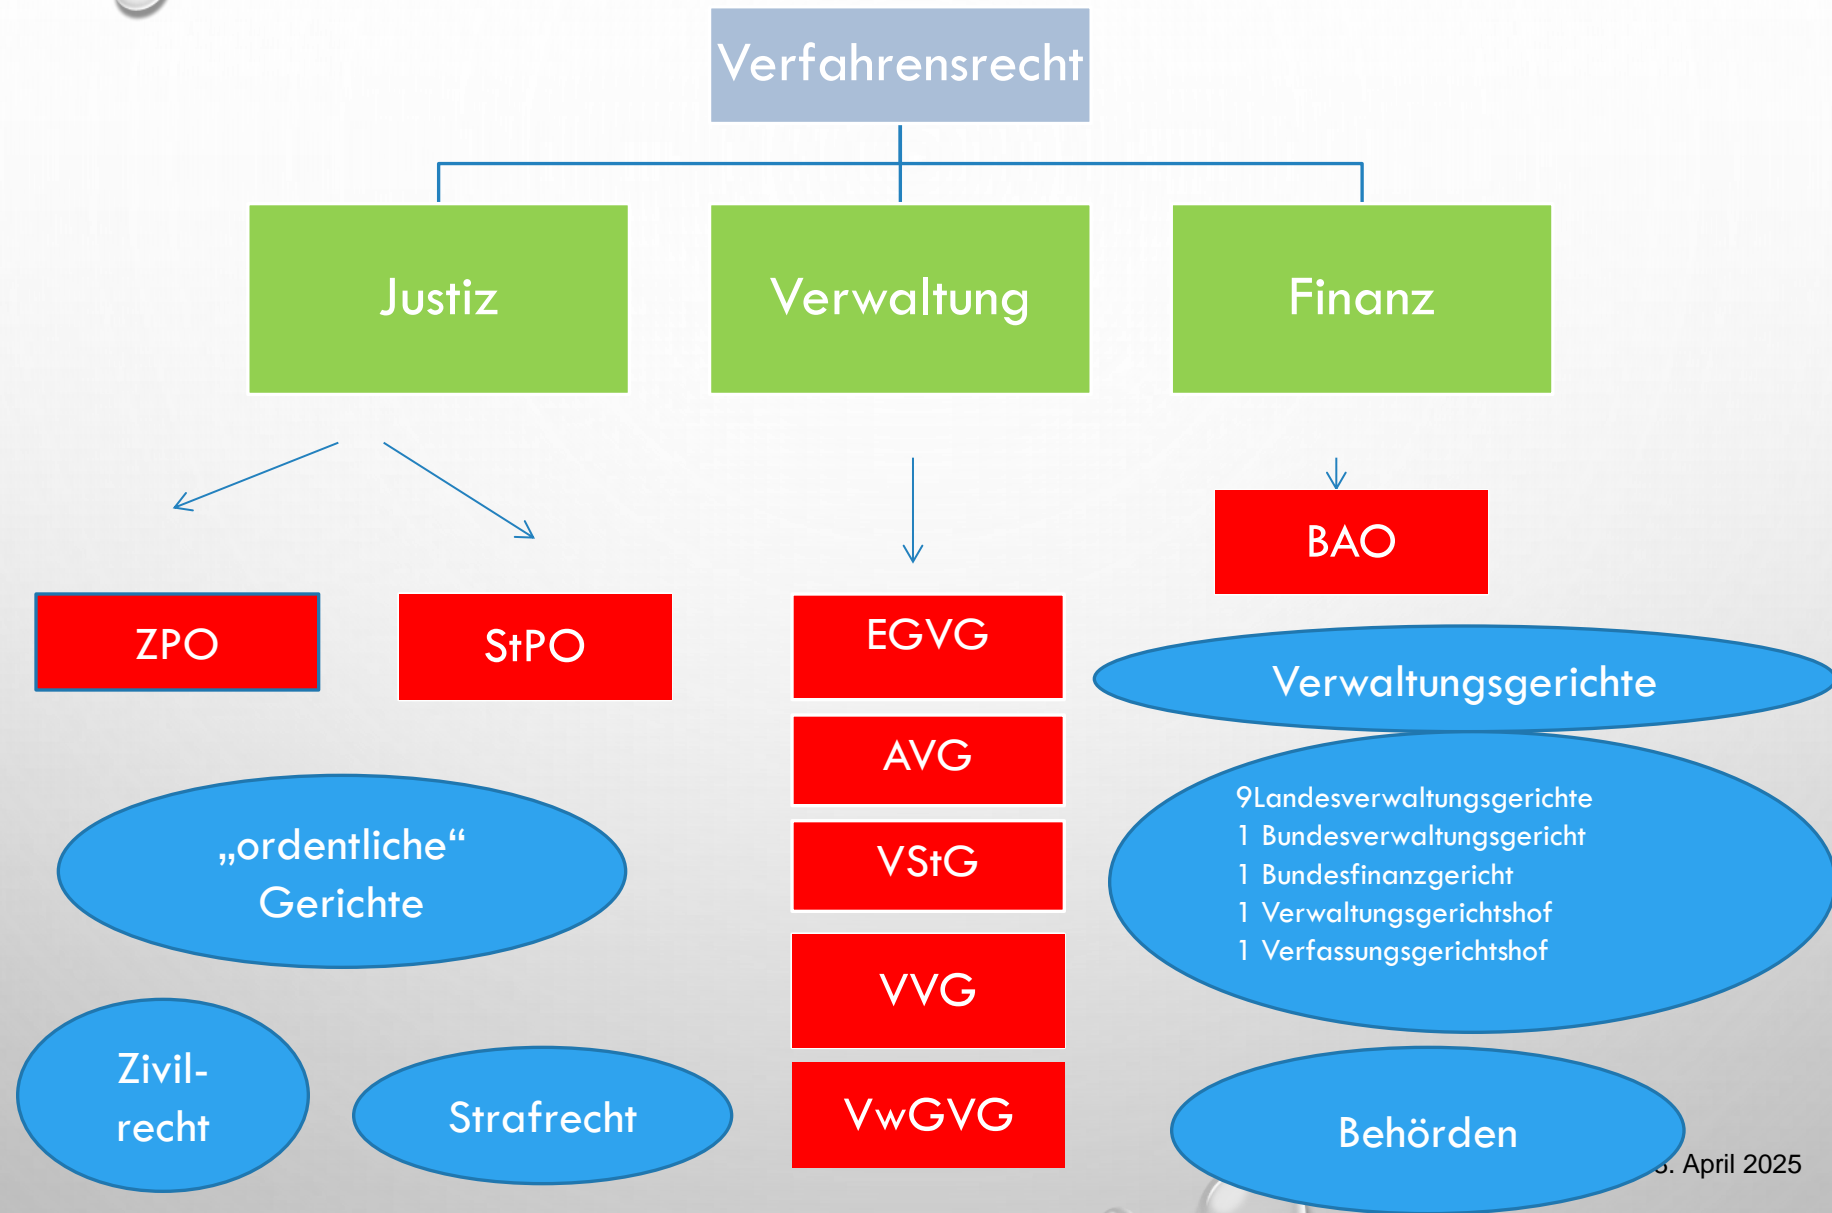 Verfahrensrecht
Justiz
Verwaltung
Finanz
ZPO
StPO
EGVG
AVG
VStG
VVG
VwGVG
BAO
„ordentliche“
Gerichte
Zivil-
recht
Strafrecht
Verwaltungsgerichte
9Landesverwaltungsgerichte
1 Bundesverwaltungsgericht
1 Bundesfinanzgericht
1 Verwaltungsgerichtshof
1 Verfassungsgerichtshof
Behörden
April 2025